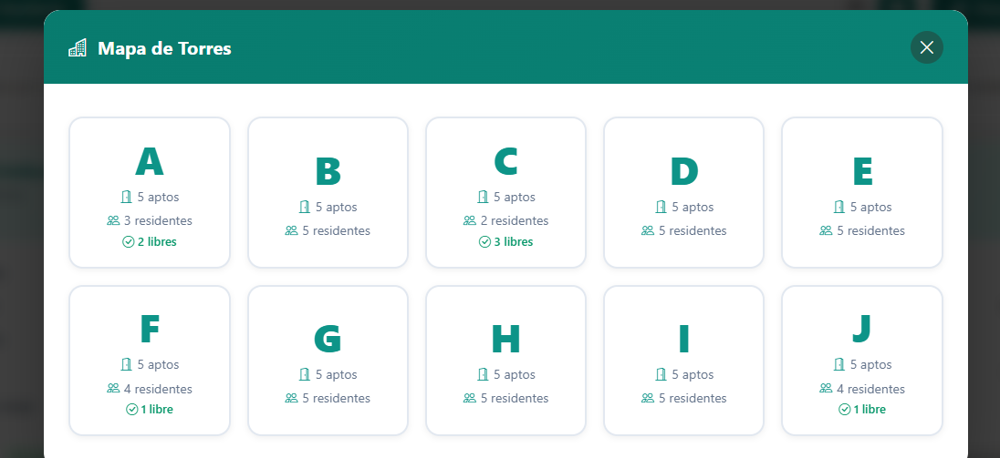 Mapa de Torres
A
5 aptos
3 residentes
2 libres
B
5 aptos
5 residentes
C
5 aptos
2 residentes
3 libres
D
5 aptos
5 residentes
E
5 aptos
5 residentes
F
5 aptos
4 residentes
1 libre
G
5 aptos
5 residentes
H
5 aptos
5 residentes
I
5 aptos
5 residentes
J
5 aptos
4 residentes
1 libre